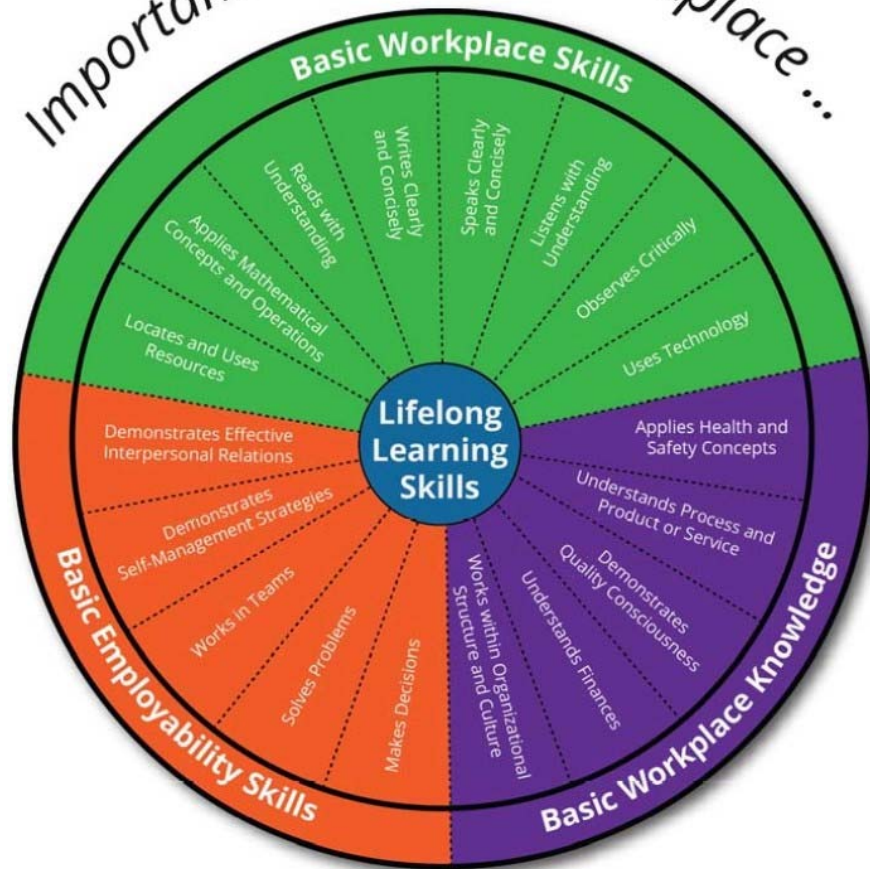 Importan
place ...
Basic Workplace Skills
Locates and Uses
Resources
Applies Mathematical
Concepts and Operations
Reads with
Understanding
Writes Clearly
and Concisely
Speaks Clearly
and Concisely
Listens with
Understanding
Observes Critically
Uses Technology
Lifelong
Learning
Skills
Basic Workplace Knowledge
Applies Health and
Safety Concepts
Understands Process and
Product or Service
Demonstrates
Quality Consciousness
Understands Finances
Works within Organizational
Structure and Culture
Basic Employability Skills
Demonstrates Effective
Interpersonal Relations
Demonstrates
Self-Management Strategies
Works in Teams
Solves Problems
Makes Decisions